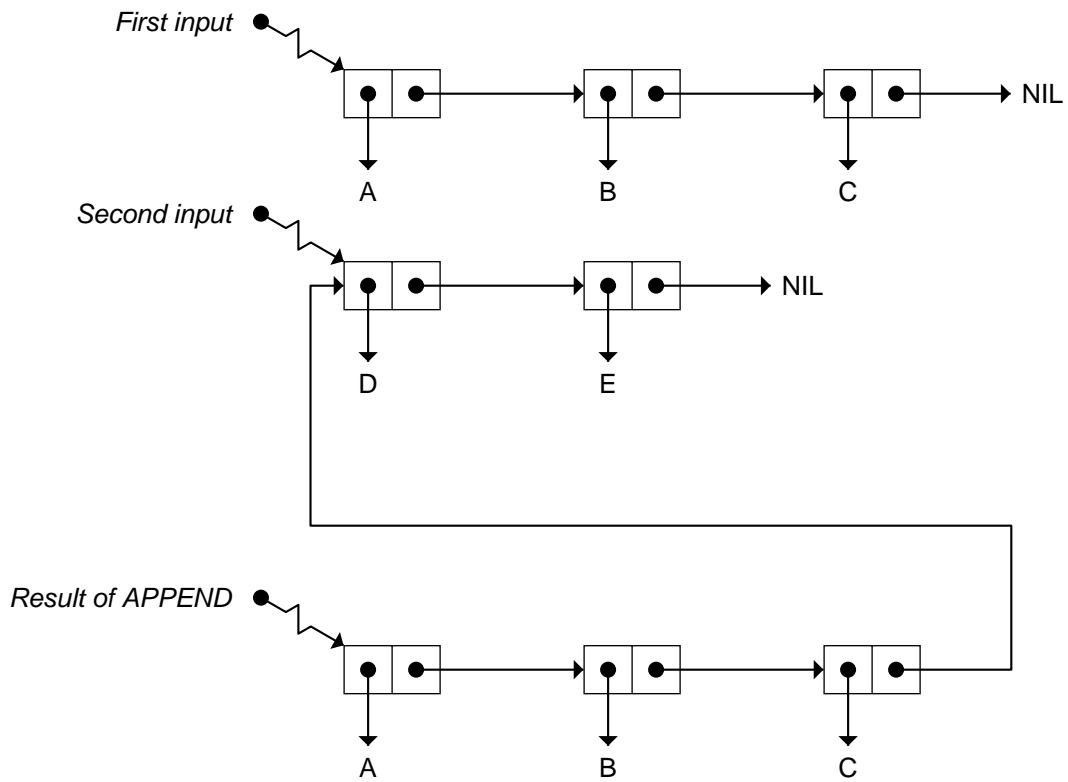 First input
NIL
A B C
Second input
NIL
D E
Result of APPEND
A B C